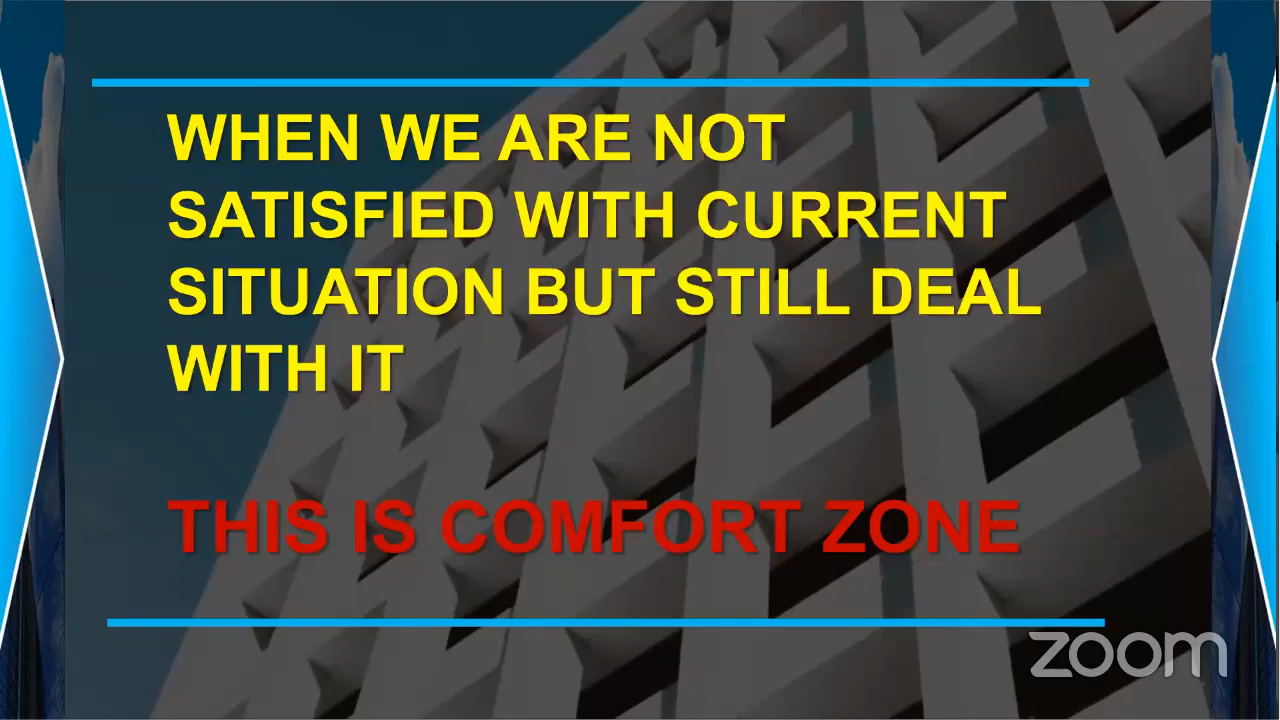 WHEN WE ARE NOT
SATISFIED WITH CURRENT
SITUATION BUT STILL DEAL
WITH IT
THIS IS COMFORT ZONE
zoom